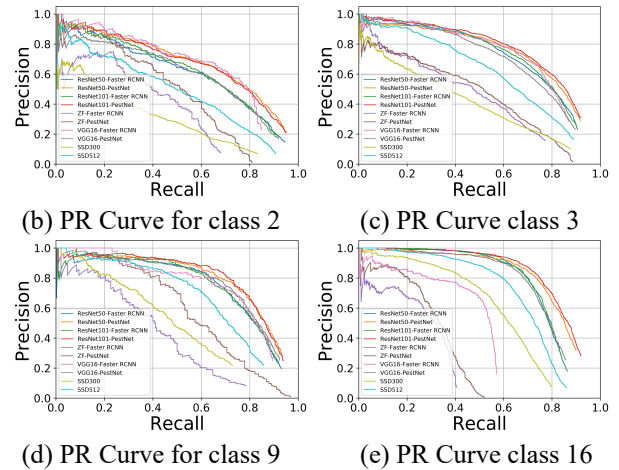 1.0
0.8
0.6
0.4
0.2
0.0
Precision
ResNet50-Faster RCNN
ResNet50-PestNet
ResNet101-Faster RCNN
ResNet101-PestNet
ZF-Faster RCNN
ZF-PestNet
VGG16-Faster RCNN
VGG16-PestNet
SSD300
SSD512
0.0 0.2 0.4 0.6 0.8 1.0
Recall
(b) PR Curve for class 2
1.0
0.8
0.6
0.4
0.2
0.0
Precision
ResNet50-Faster RCNN
ResNet50-PestNet
ResNet101-Faster RCNN
ResNet101-PestNet
ZF-Faster RCNN
ZF-PestNet
VGG16-Faster RCNN
VGG16-PestNet
SSD300
SSD512
0.0 0.2 0.4 0.6 0.8 1.0
Recall
(c) PR Curve class 3
1.0
0.8
0.6
0.4
0.2
0.0
Precision
ResNet50-Faster RCNN
ResNet50-PestNet
ResNet101-Faster RCNN
ResNet101-PestNet
ZF-Faster RCNN
ZF-PestNet
VGG16-Faster RCNN
VGG16-PestNet
SSD300
SSD512
0.0 0.2 0.4 0.6 0.8 1.0
Recall
(d) PR Curve for class 9
1.0
0.8
0.6
0.4
0.2
0.0
Precision
ResNet50-Faster RCNN
ResNet50-PestNet
ResNet101-Faster RCNN
ResNet101-PestNet
ZF-Faster RCNN
ZF-PestNet
VGG16-Faster RCNN
VGG16-PestNet
SSD300
SSD512
0.0 0.2 0.4 0.6 0.8 1.0
Recall
(e) PR Curve class 16